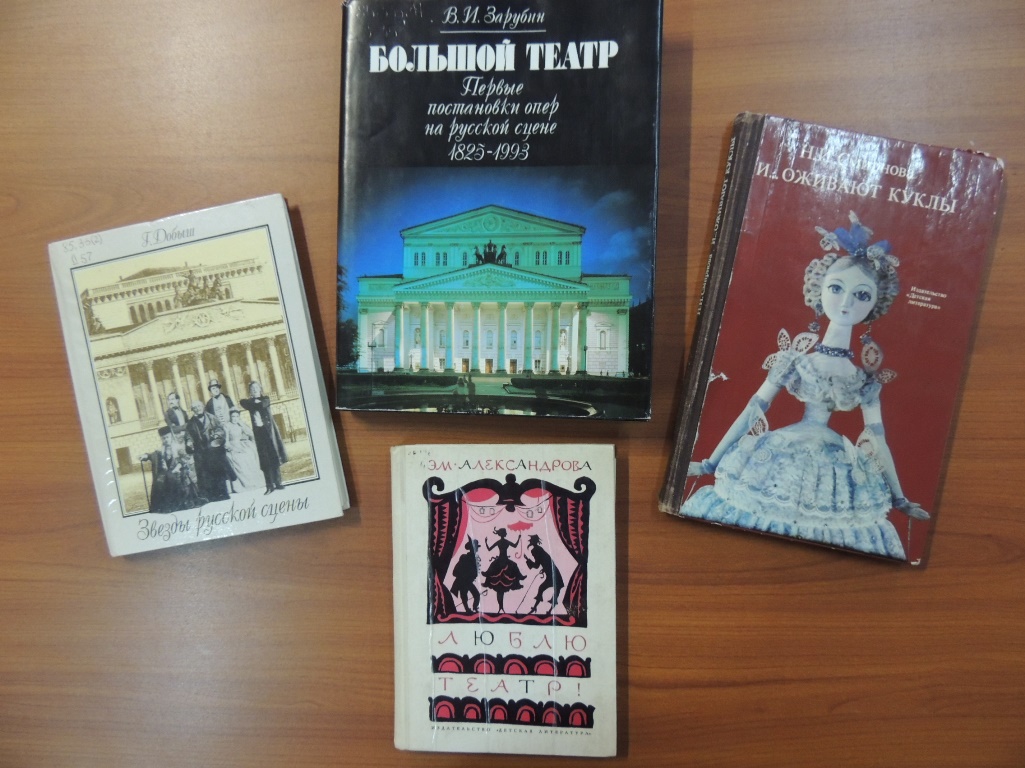 В. И. Зарубин
БОЛЬШОЙ ТЕАТР
Первые
постановки опер
на русской сцене
1825-1993
Г. Добыш
Звезды русской сцены
И.. ОЖИВАЮТ КУКЛЫ
Издательство
«Детская
литература»
ЭМ·АЛЕКСАНДРОВА
ЛЮБЛЮ
ТЕАТР!
ИЗДАТЕЛЬСТВО «ДЕТСКАЯ ЛИТЕРАТУРА»